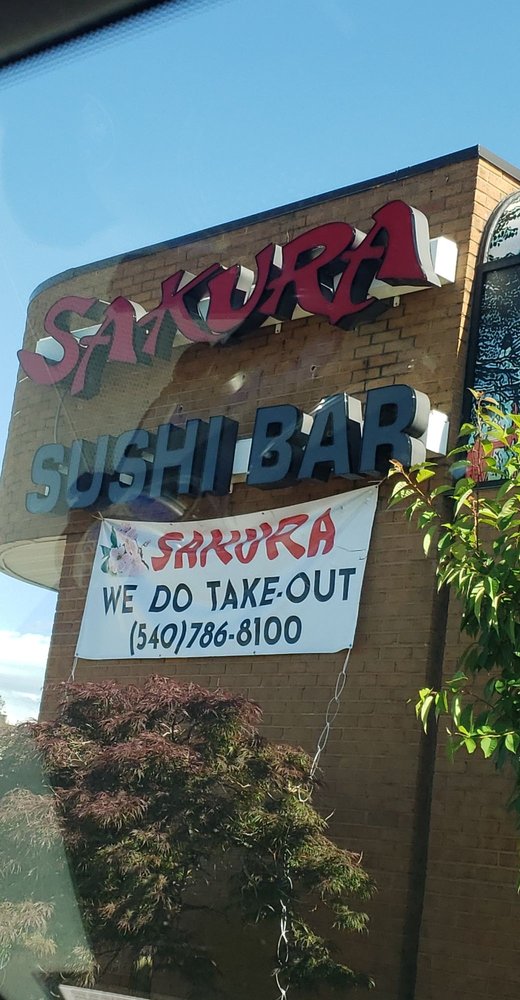 SAKURA
SUSHI BAR
SAKURA
WE DO TAKE-OUT
(540)786-8100